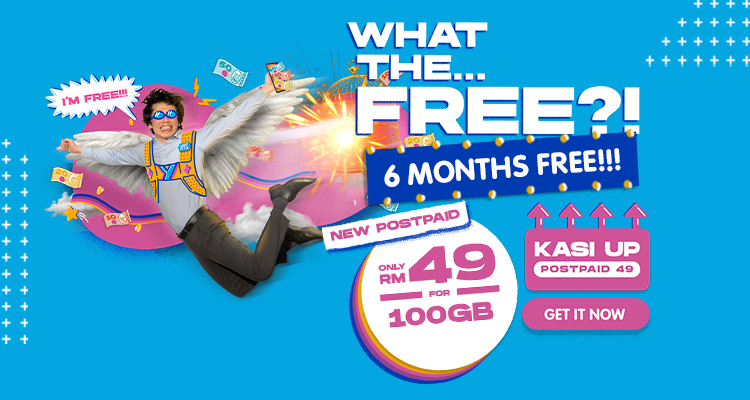 WHAT
THE...
FREE?!
6 MONTHS FREE!!!
I'M FREE!!!
NEW POSTPAID
ONLY
RM 49
FOR
100GB
KASI UP
POSTPAID 49
GET IT NOW